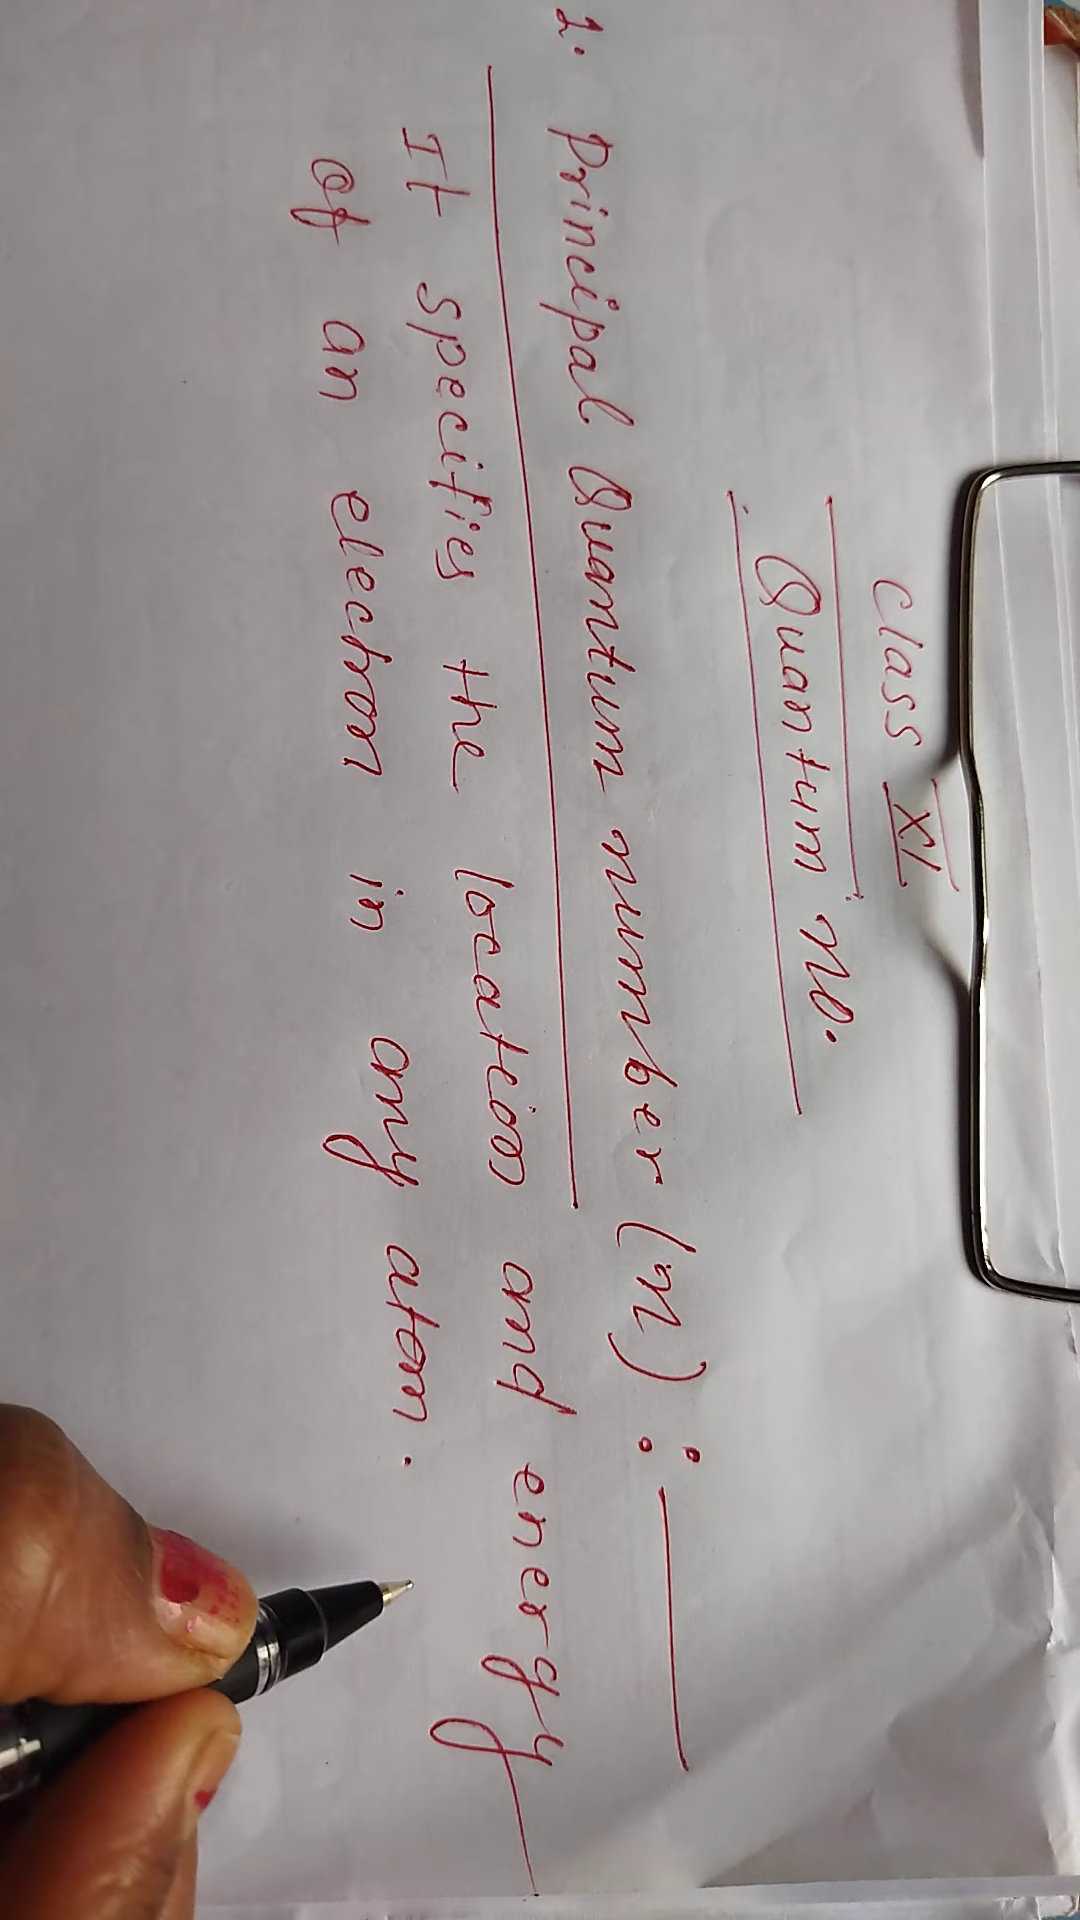 Class XI
Quantum no.
1. Principal Quantum number (n) :
It specifies the location and energy
of an electron in any atom.